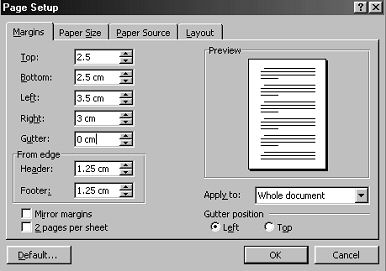 Page Setup
Margins Paper Size Paper Source Layout
Top: 2.5
Bottom: 2.5 cm
Left: 3.5 cm
Right: 3 cm
Gutter: 0 cm
From edge
Header: 1.25 cm
Footer: 1.25 cm
Mirror margins
2 pages per sheet
Preview
Apply to: Whole document
Gutter position
Left Top
Default... OK Cancel